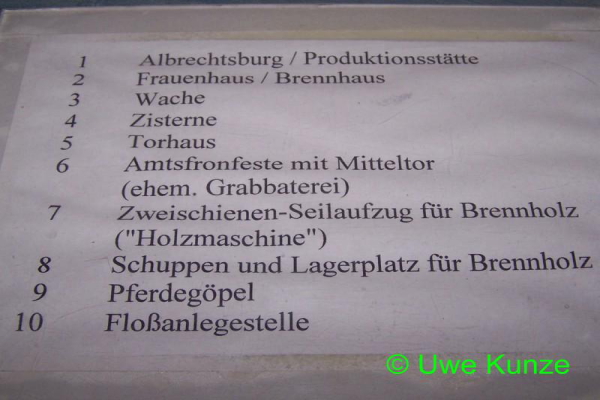 1 Albrechtsburg / Produktionsstätte
2 Frauenhaus / Brennhaus
3 Wache
4 Zisterne
5 Torhaus
6 Amtsfronfeste mit Mitteltor
(ehem. Grabbaterei)
7 Zweischienen-Seilaufzug für Brennholz
("Holzmaschine")
8 Schuppen und Lagerplatz für Brennholz
9 Pferdegöpel
10 Floßanlegestelle
© Uwe Kunze